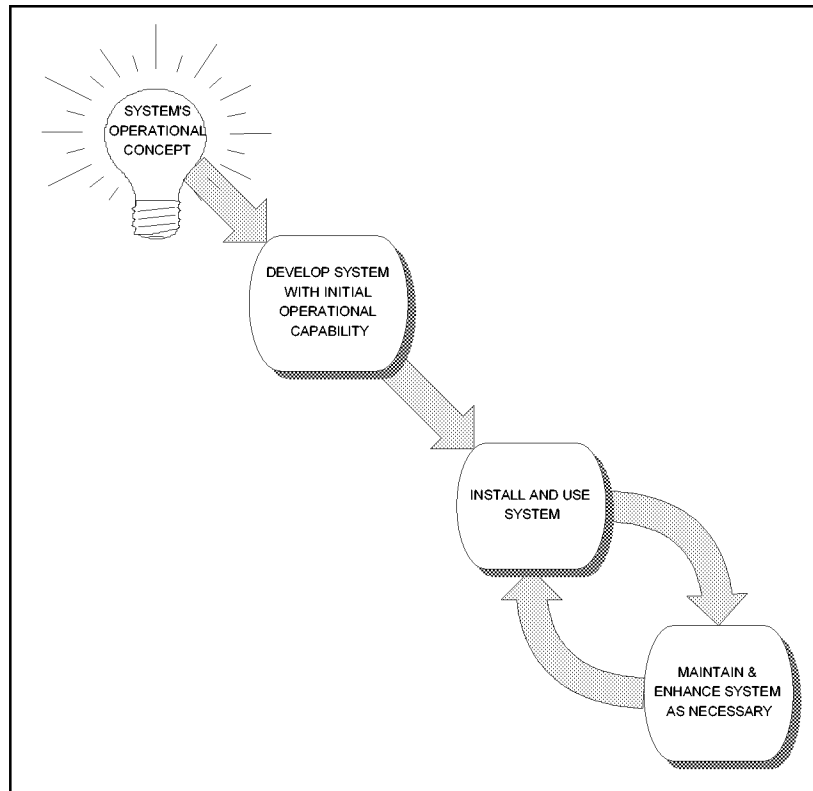 SYSTEM'S
OPERATIONAL
CONCEPT
DEVELOP SYSTEM
WITH INITIAL
OPERATIONAL
CAPABILITY
INSTALL AND USE
SYSTEM
MAINTAIN &
ENHANCE SYSTEM
AS NECESSARY